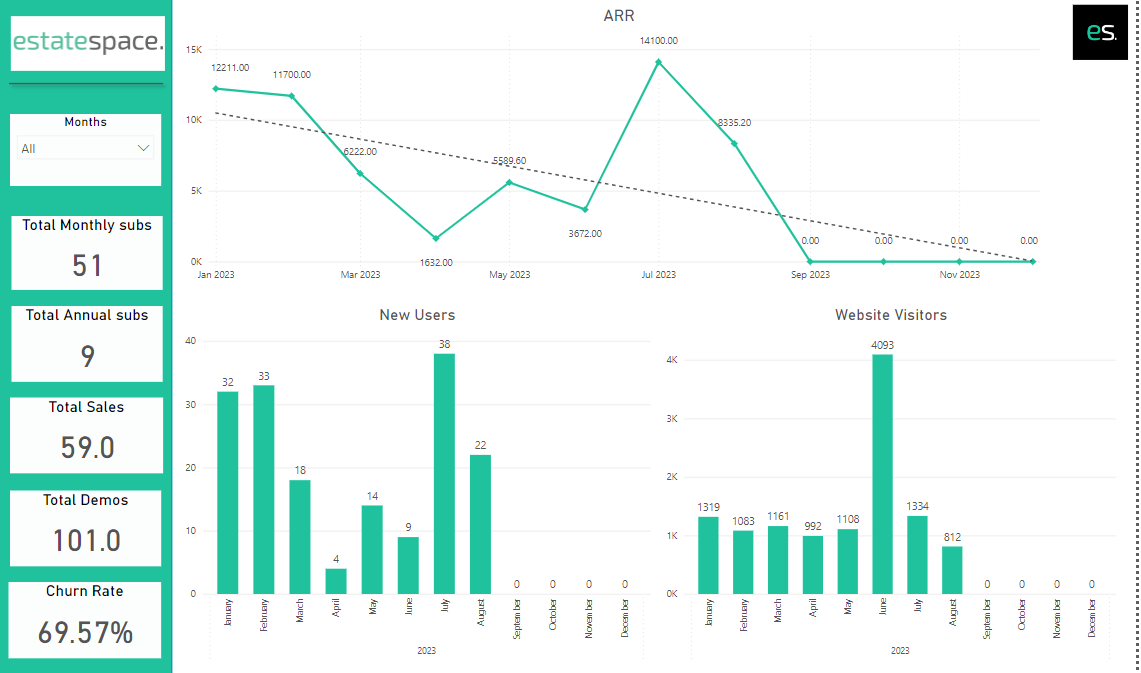 estatespace.
Months
All
Total Monthly subs
51
Total Annual subs
9
Total Sales
59.0
Total Demos
101.0
Churn Rate
69.57%
ARR
es.
15K
10K
5K
0K
12211.00
11700.00
6222.00
1632.00
5589.60
3672.00
14100.00
8335.20
0.00
0.00
0.00
0.00
Jan 2023
Mar 2023
May 2023
Jul 2023
Sep 2023
Nov 2023
New Users
40
30
20
10
0
32
33
18
4
14
9
38
22
0
0
0
0
January
February
March
April
May
June
July
August
September
October
November
December
2023
Website Visitors
4K
3K
2K
1K
0K
1319
1083
1161
992
1108
4093
1334
812
0
0
0
0
January
February
March
April
May
June
July
August
September
October
November
December
2023